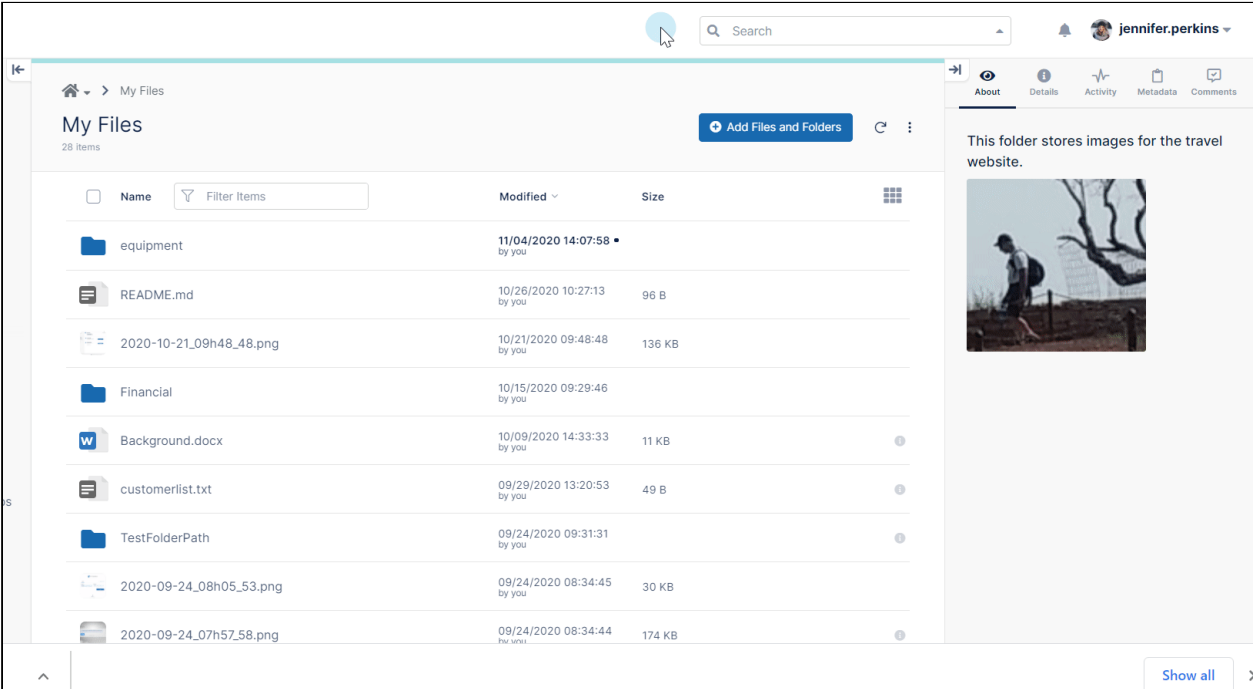 Search
jennifer.perkins
My Files
My Files
28 items
Add Files and Folders
About
Details
Activity
Metadata
Comments
This folder stores images for the travel
website.
Name
Filter Items
Modified
Size
equipment
11/04/2020 14:07:58
by you
README.md
10/26/2020 10:27:13
by you
96 B
2020-10-21_09h48_48.png
10/21/2020 09:48:48
by you
136 KB
Financial
10/15/2020 09:29:46
by you
W
Background.docx
10/09/2020 14:33:33
by you
11 KB
customerlist.txt
09/29/2020 13:20:53
by you
49 B
TestFolderPath
09/24/2020 09:31:31
by you
2020-09-24_08h05_53.png
09/24/2020 08:34:45
by you
30 KB
2020-09-24_07h57_58.png
09/24/2020 08:34:44
by you
174 KB
Show all